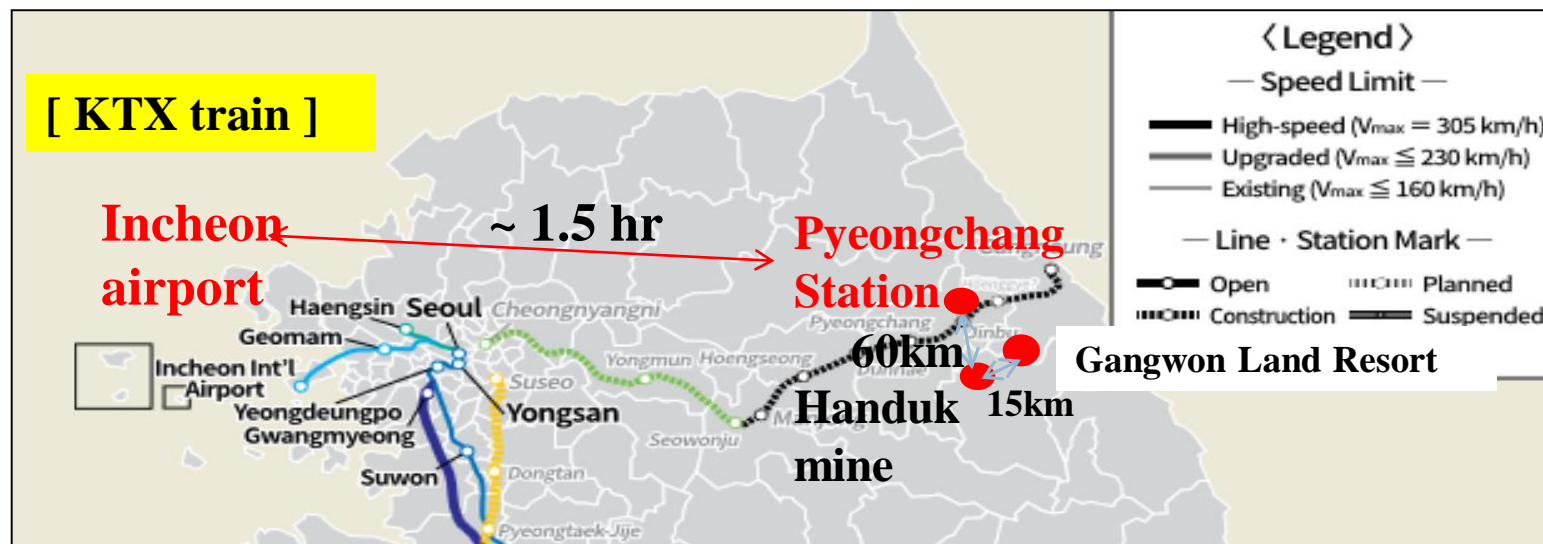 [ KTX train ]
〈Legend〉
— Speed Limit —
High-speed (Vmax = 305 km/h)
Upgraded (Vmax ≦ 230 km/h)
Existing (Vmax ≦ 160 km/h)
— Line · Station Mark —
Open
Planned
Construction
Suspended
Incheon
airport
~ 1.5 hr
Pyeongchang
Station
Haengsin
Seoul
Cheongnyangni
Geomam
Incheon Int'l
Airport
Yeongdeungpo
Gwangmyeong
Yongsan
Suseo
Yongmun
Hoengseong
Pyeongchang
Jinbu
60km
Gangwon Land Resort
15km
Handuk
mine
Seowonju
Suwon
Dongtan
Pyeongtaek-Jije